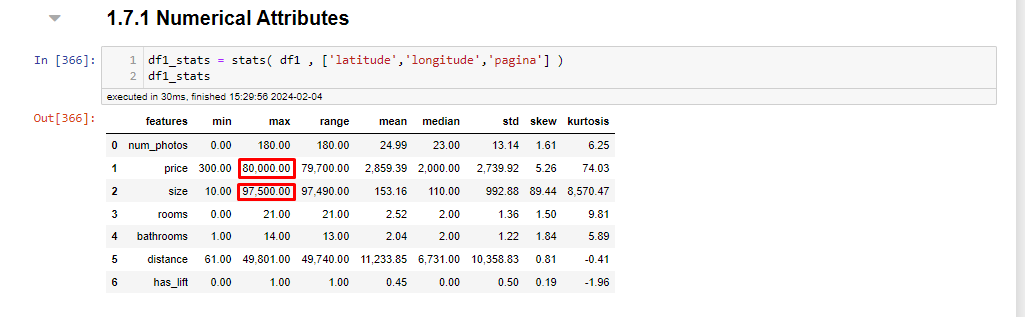 1.7.1 Numerical Attributes
In [366]:
1 df1_stats = stats( df1 , ['latitude','longitude','pagina'] )
2 df1_stats
executed in 30ms, finished 15:29:56 2024-02-04
Out[366]:
features min max range mean median std skew kurtosis
0 num_photos 0.00 180.00 180.00 24.99 23.00 13.14 1.61 6.25
1 price 300.00 80,000.00 79,700.00 2,859.39 2,000.00 2,739.92 5.26 74.03
2 size 10.00 97,500.00 97,490.00 153.16 110.00 992.88 89.44 8,570.47
3 rooms 0.00 21.00 21.00 2.52 2.00 1.36 1.50 9.81
4 bathrooms 1.00 14.00 13.00 2.04 2.00 1.22 1.84 5.89
5 distance 61.00 49,801.00 49,740.00 11,233.85 6,731.00 10,358.83 0.81 -0.41
6 has_lift 0.00 1.00 1.00 0.45 0.00 0.50 0.19 -1.96